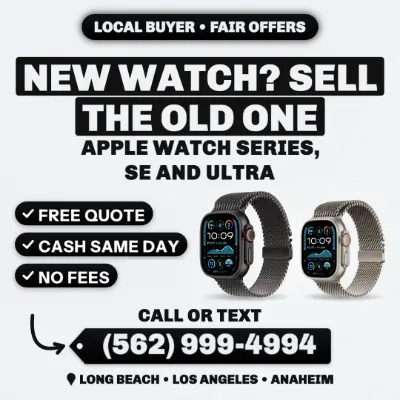 LOCAL BUYER • FAIR OFFERS
NEW WATCH? SELL
THE OLD ONE
APPLE WATCH SERIES,
SE AND ULTRA
FREE QUOTE
CASH SAME DAY
NO FEES
CALL OR TEXT
(562) 999-4994
LONG BEACH • LOS ANGELES • ANAHEIM